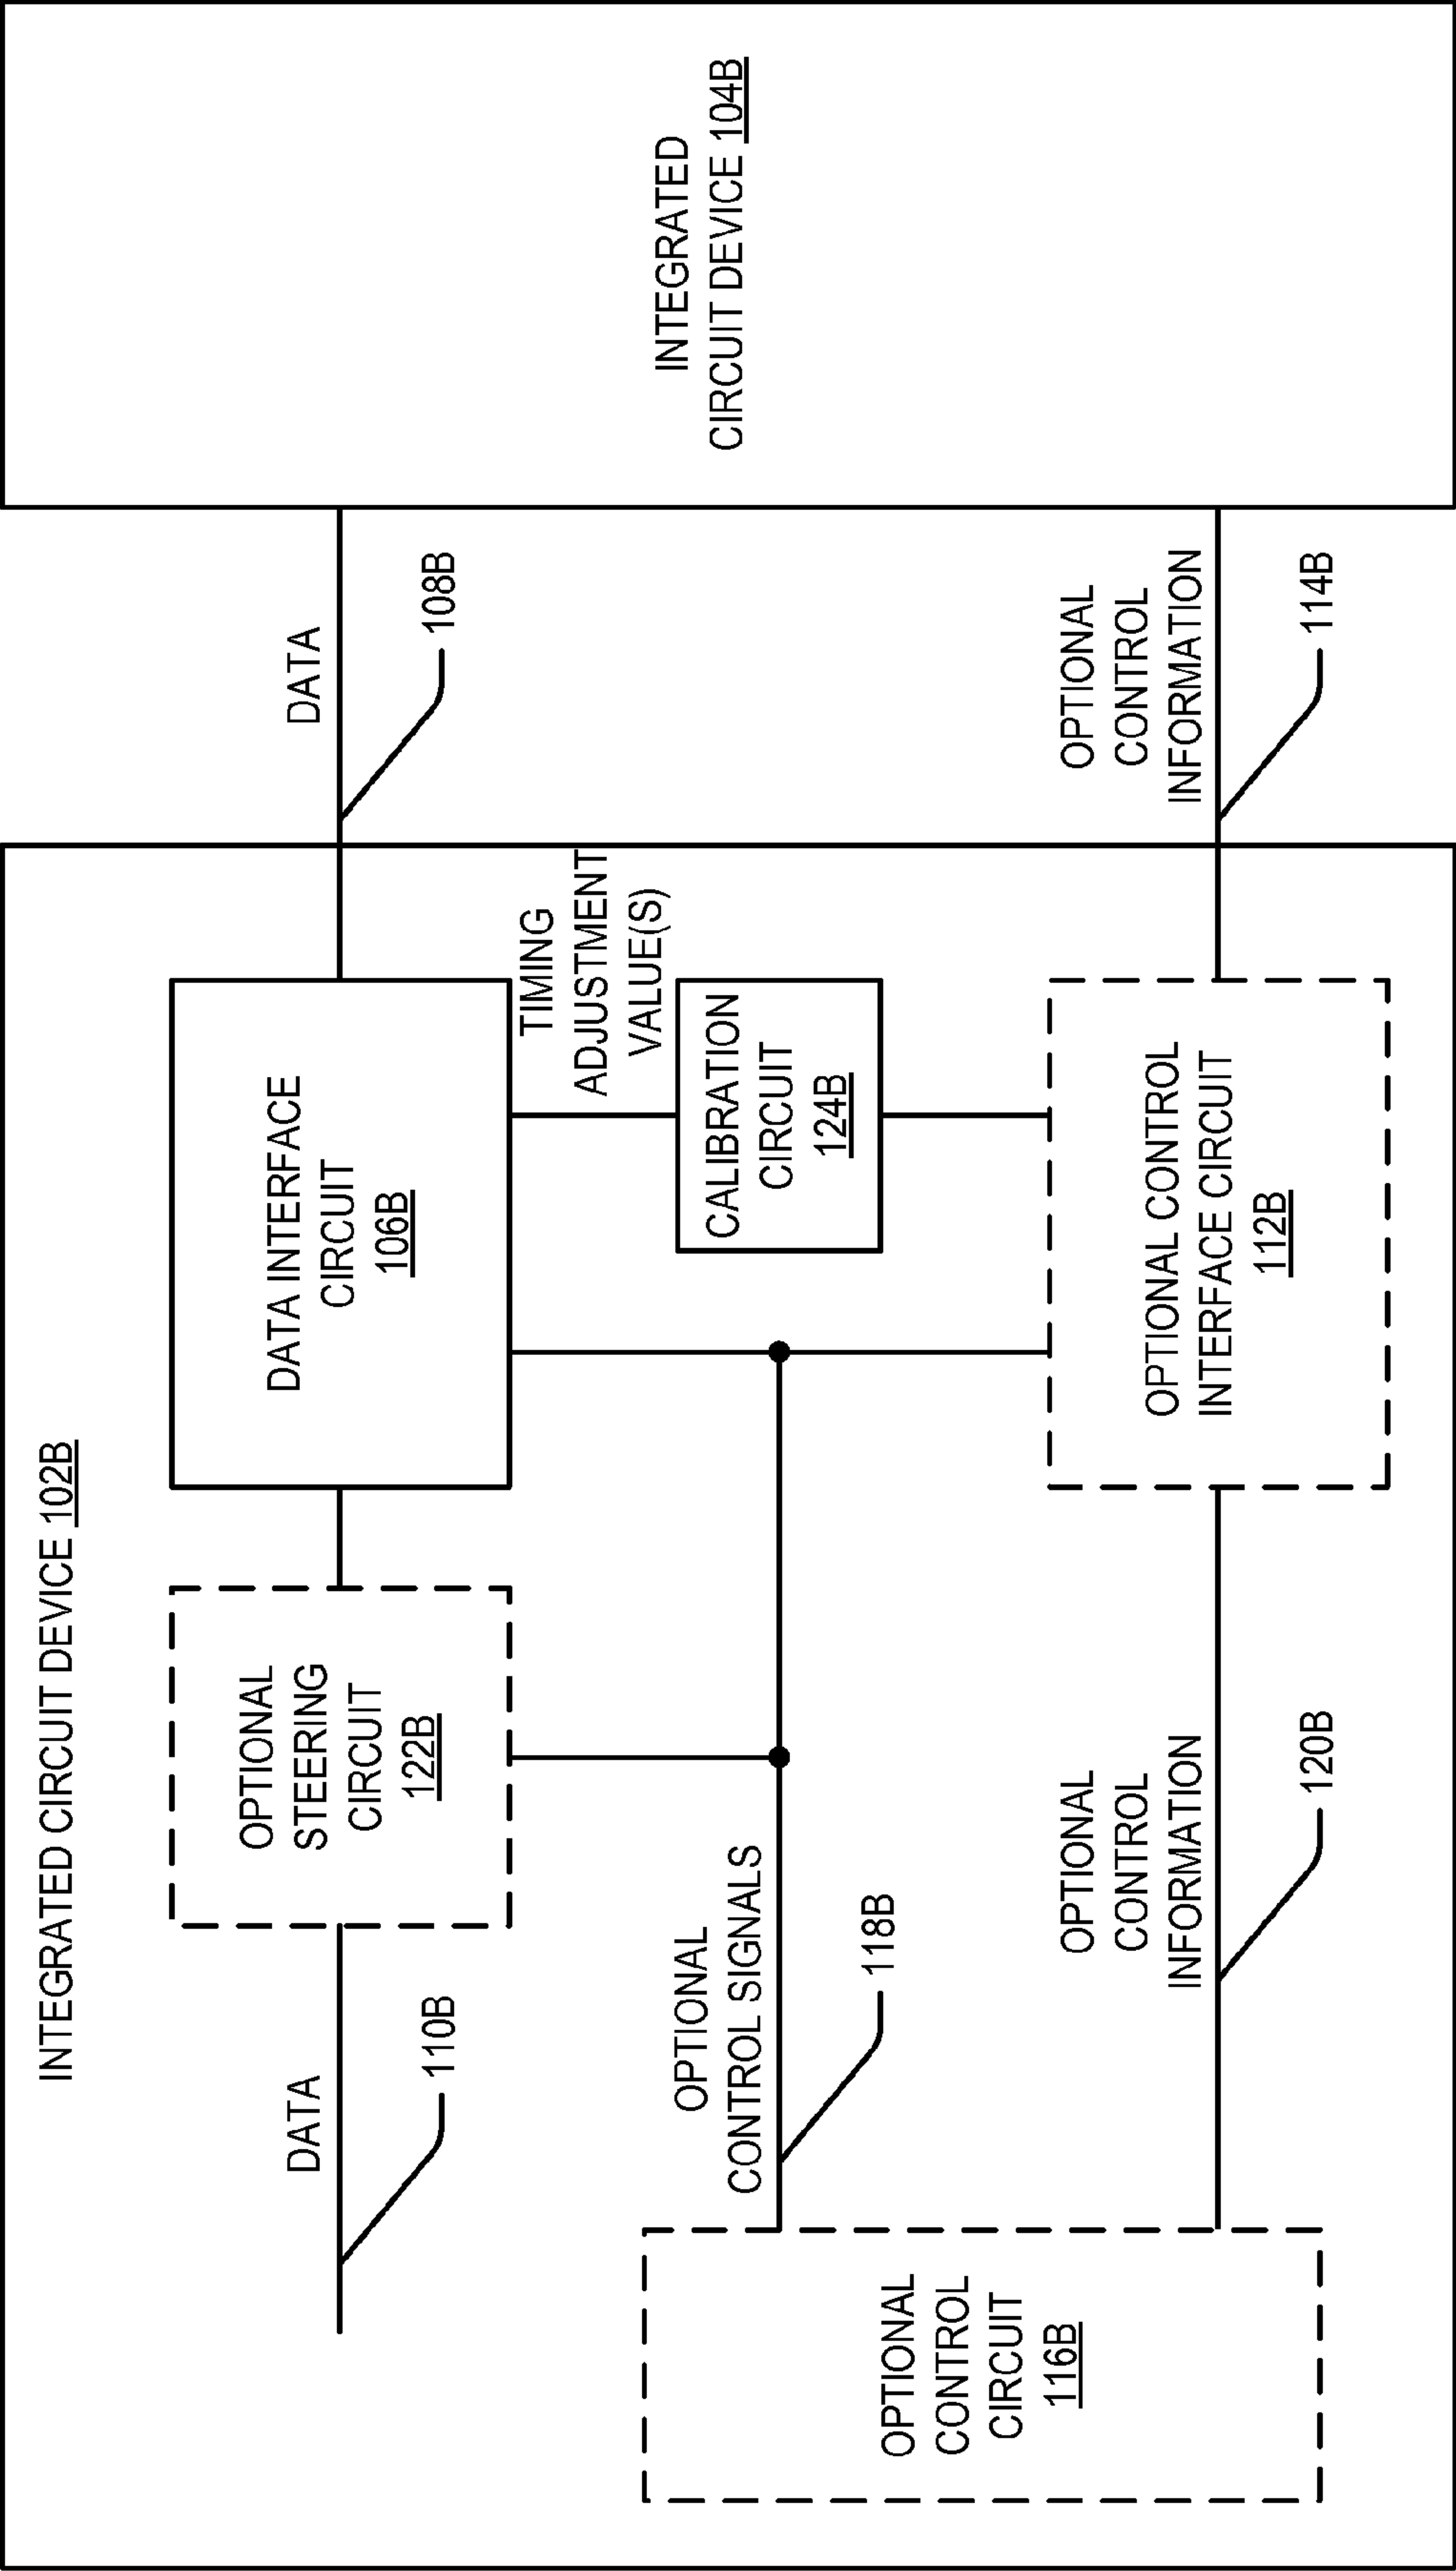 INTEGRATED CIRCUIT DEVICE 102B
DATA
110B
OPTIONAL
STEERING
CIRCUIT
122B
DATA INTERFACE
CIRCUIT
106B
DATA
108B
TIMING
ADJUSTMENT
VALUE(S)
CALIBRATION
CIRCUIT
124B
OPTIONAL
CONTROL SIGNALS
118B
OPTIONAL
CONTROL
CIRCUIT
116B
OPTIONAL
CONTROL
INFORMATION
120B
OPTIONAL CONTROL
INTERFACE CIRCUIT
112B
OPTIONAL
CONTROL
INFORMATION
114B
INTEGRATED
CIRCUIT DEVICE 104B